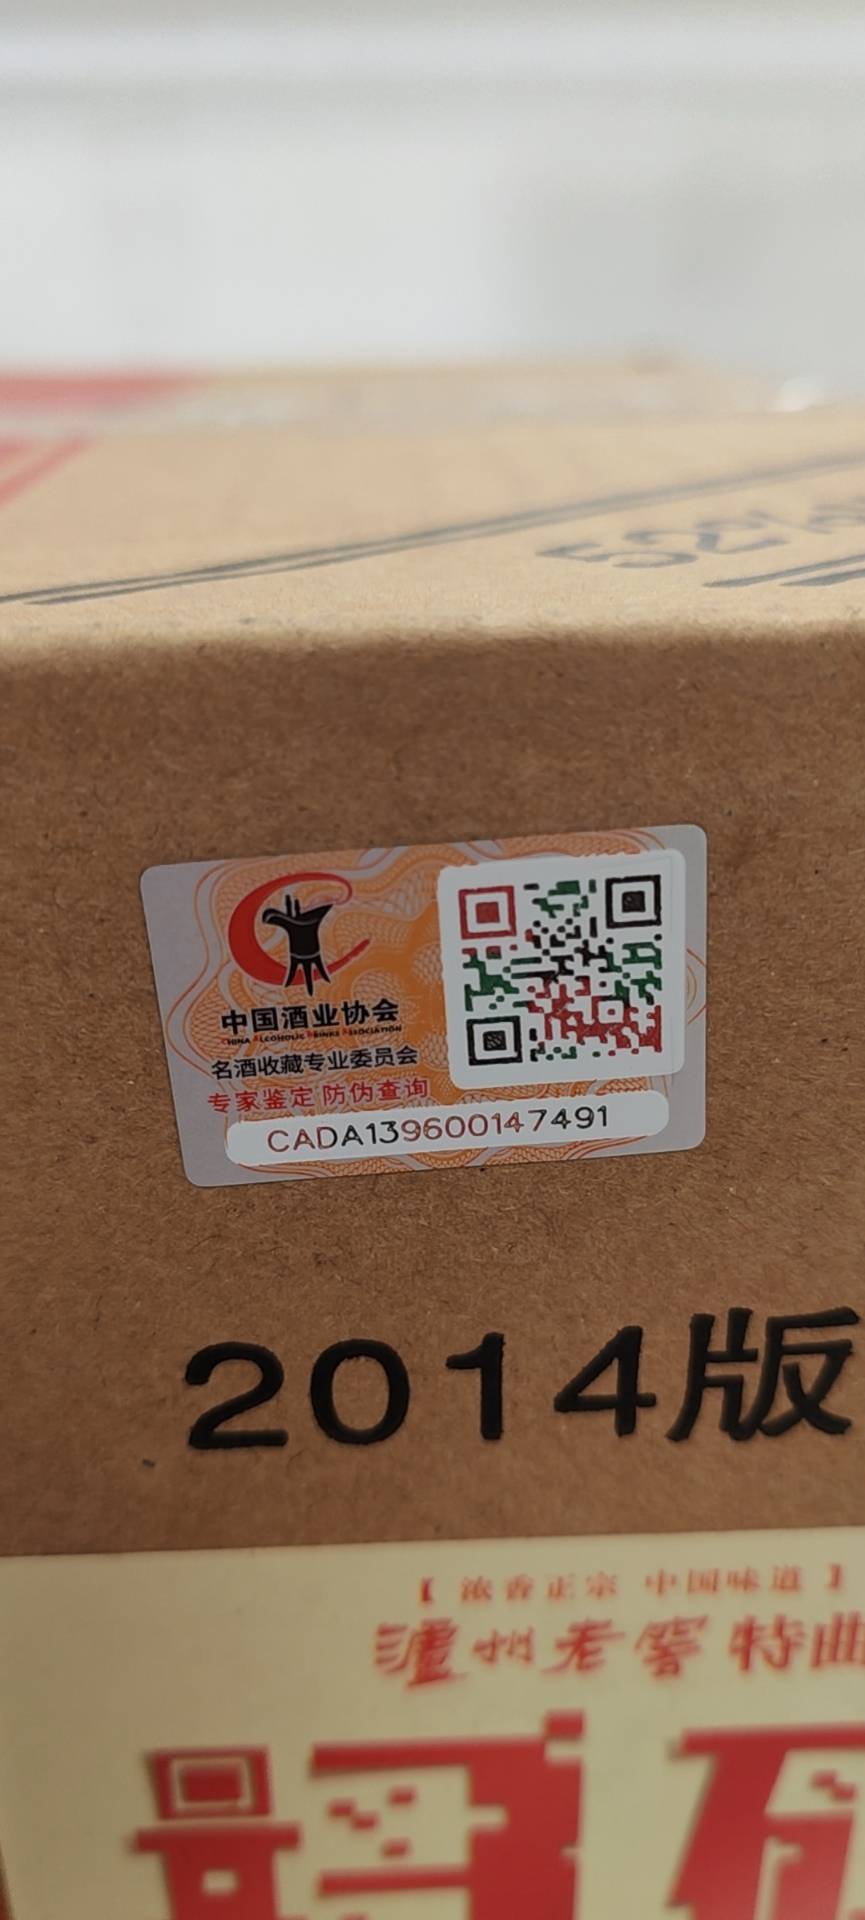 52%
中国酒业协会
CHINA ALCOHOLIC DRINKS ASSOCIATION
名酒收藏专业委员会
专家鉴定 防伪查询
CADA139600147491
2014版
【 浓香正宗 中国味道 】
泸州老窖 特曲